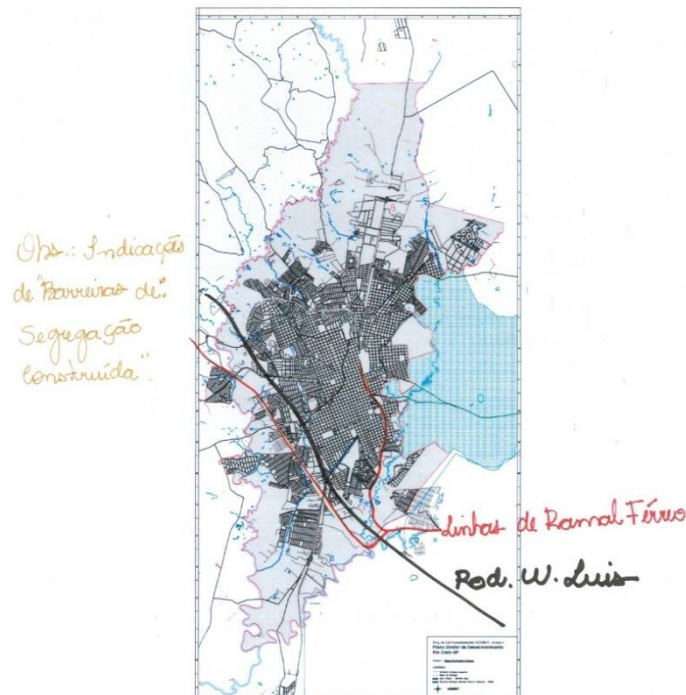 Obs.: Indicação
de "Barreiras de"
Segregação
Construída".
Linhas de Ramal Férreo
Rod. W. Luis
Plano Diretor de Desenvolvimento
Rio Claro-SP